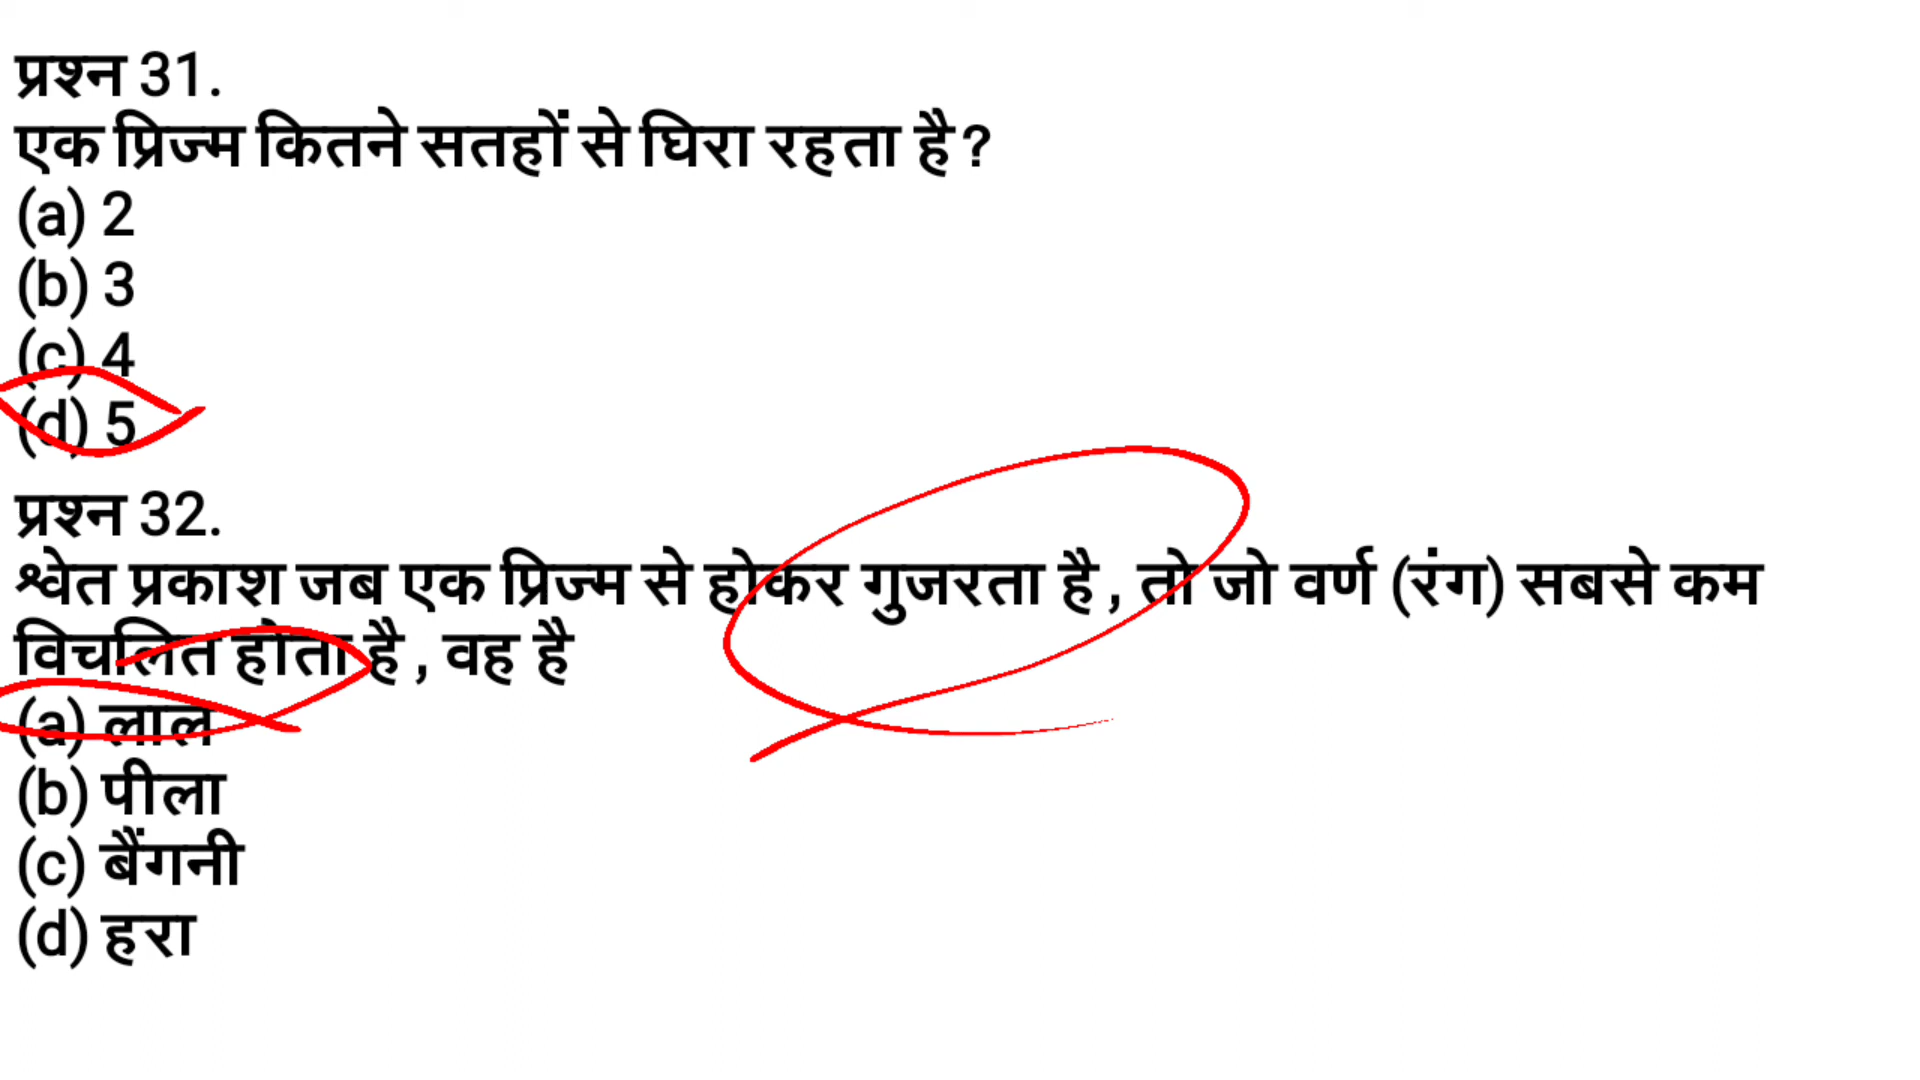 प्रश्न 31.
एक प्रिज्म कितने सतहों से घिरा रहता है?
(a) 2
(b) 3
(c) 4
(d) 5
प्रश्न 32.
श्वेत प्रकाश जब एक प्रिज्म से होकर गुजरता है, तो जो वर्ण (रंग) सबसे कम
विचलित होता है, वह है
(a) लाल
(b) पीला
(c) बैंगनी
(d) हरा